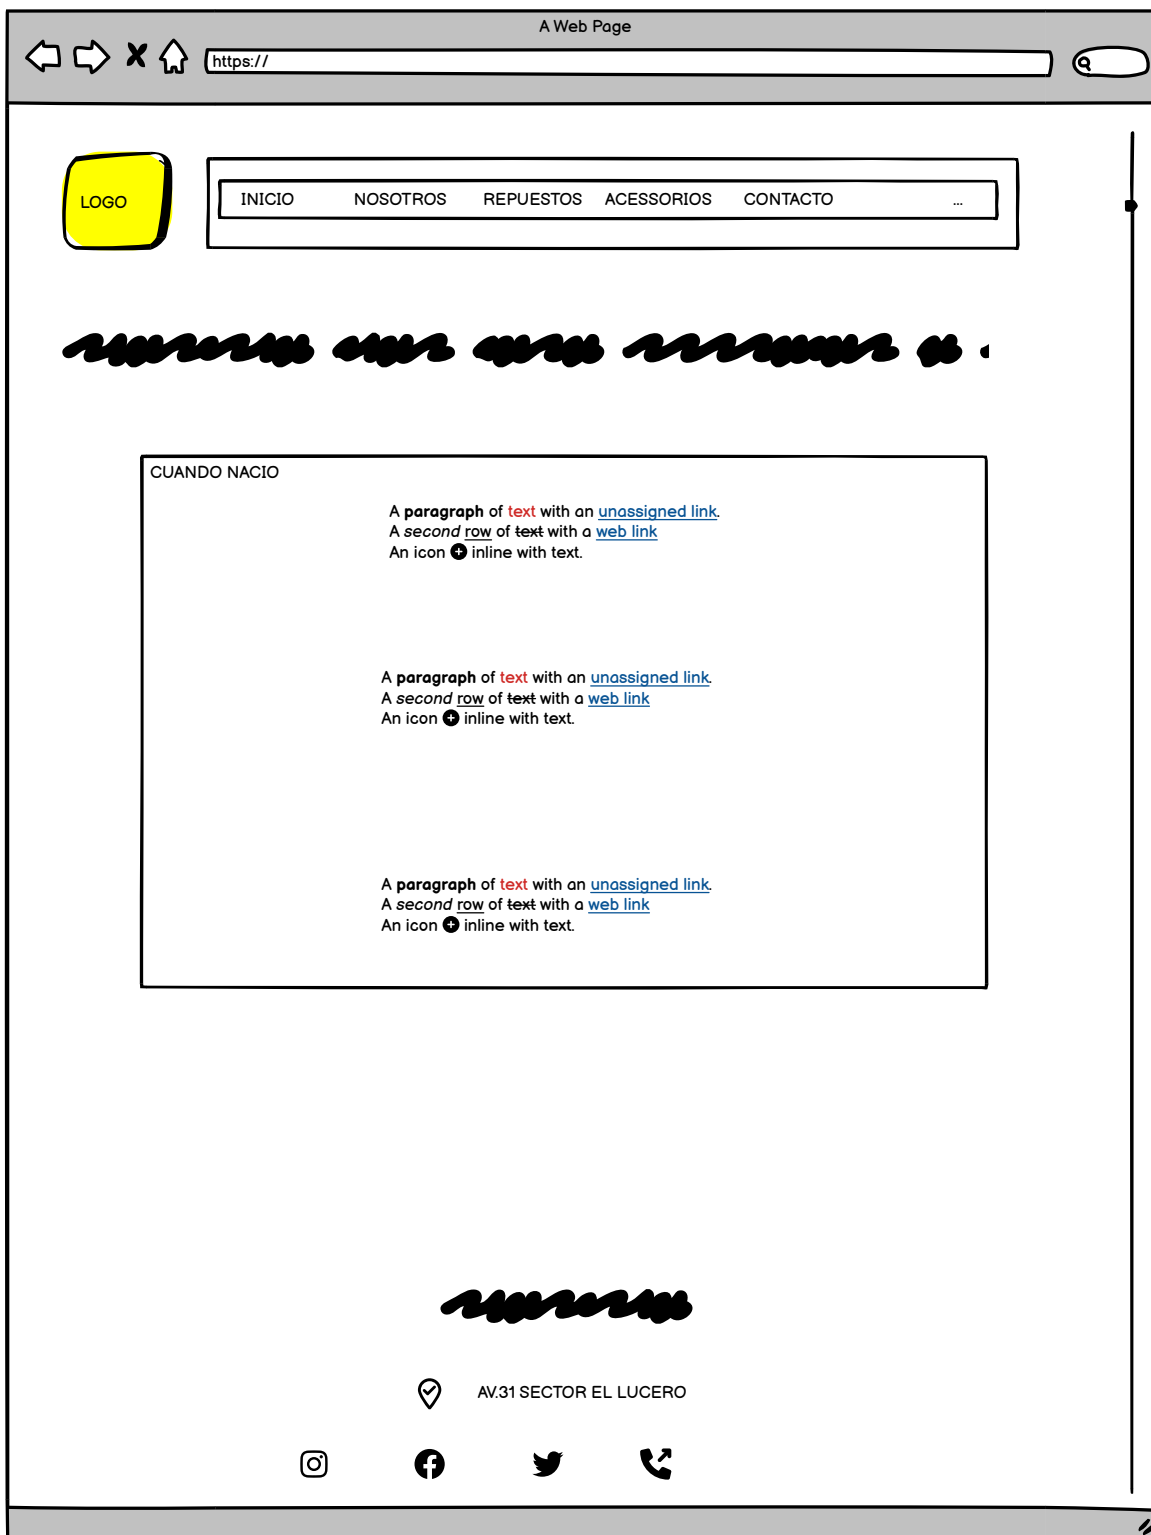 A Web Page
https://
LOGO
INICIO NOSOTROS REPUESTOS ACESSORIOS CONTACTO ...
CUANDO NACIO
A paragraph of text with an unassigned link.
A second row of text with a web link
An icon inline with text.
A paragraph of text with an unassigned link.
A second row of text with a web link
An icon inline with text.
A paragraph of text with an unassigned link.
A second row of text with a web link
An icon inline with text.
AV.31 SECTOR EL LUCERO